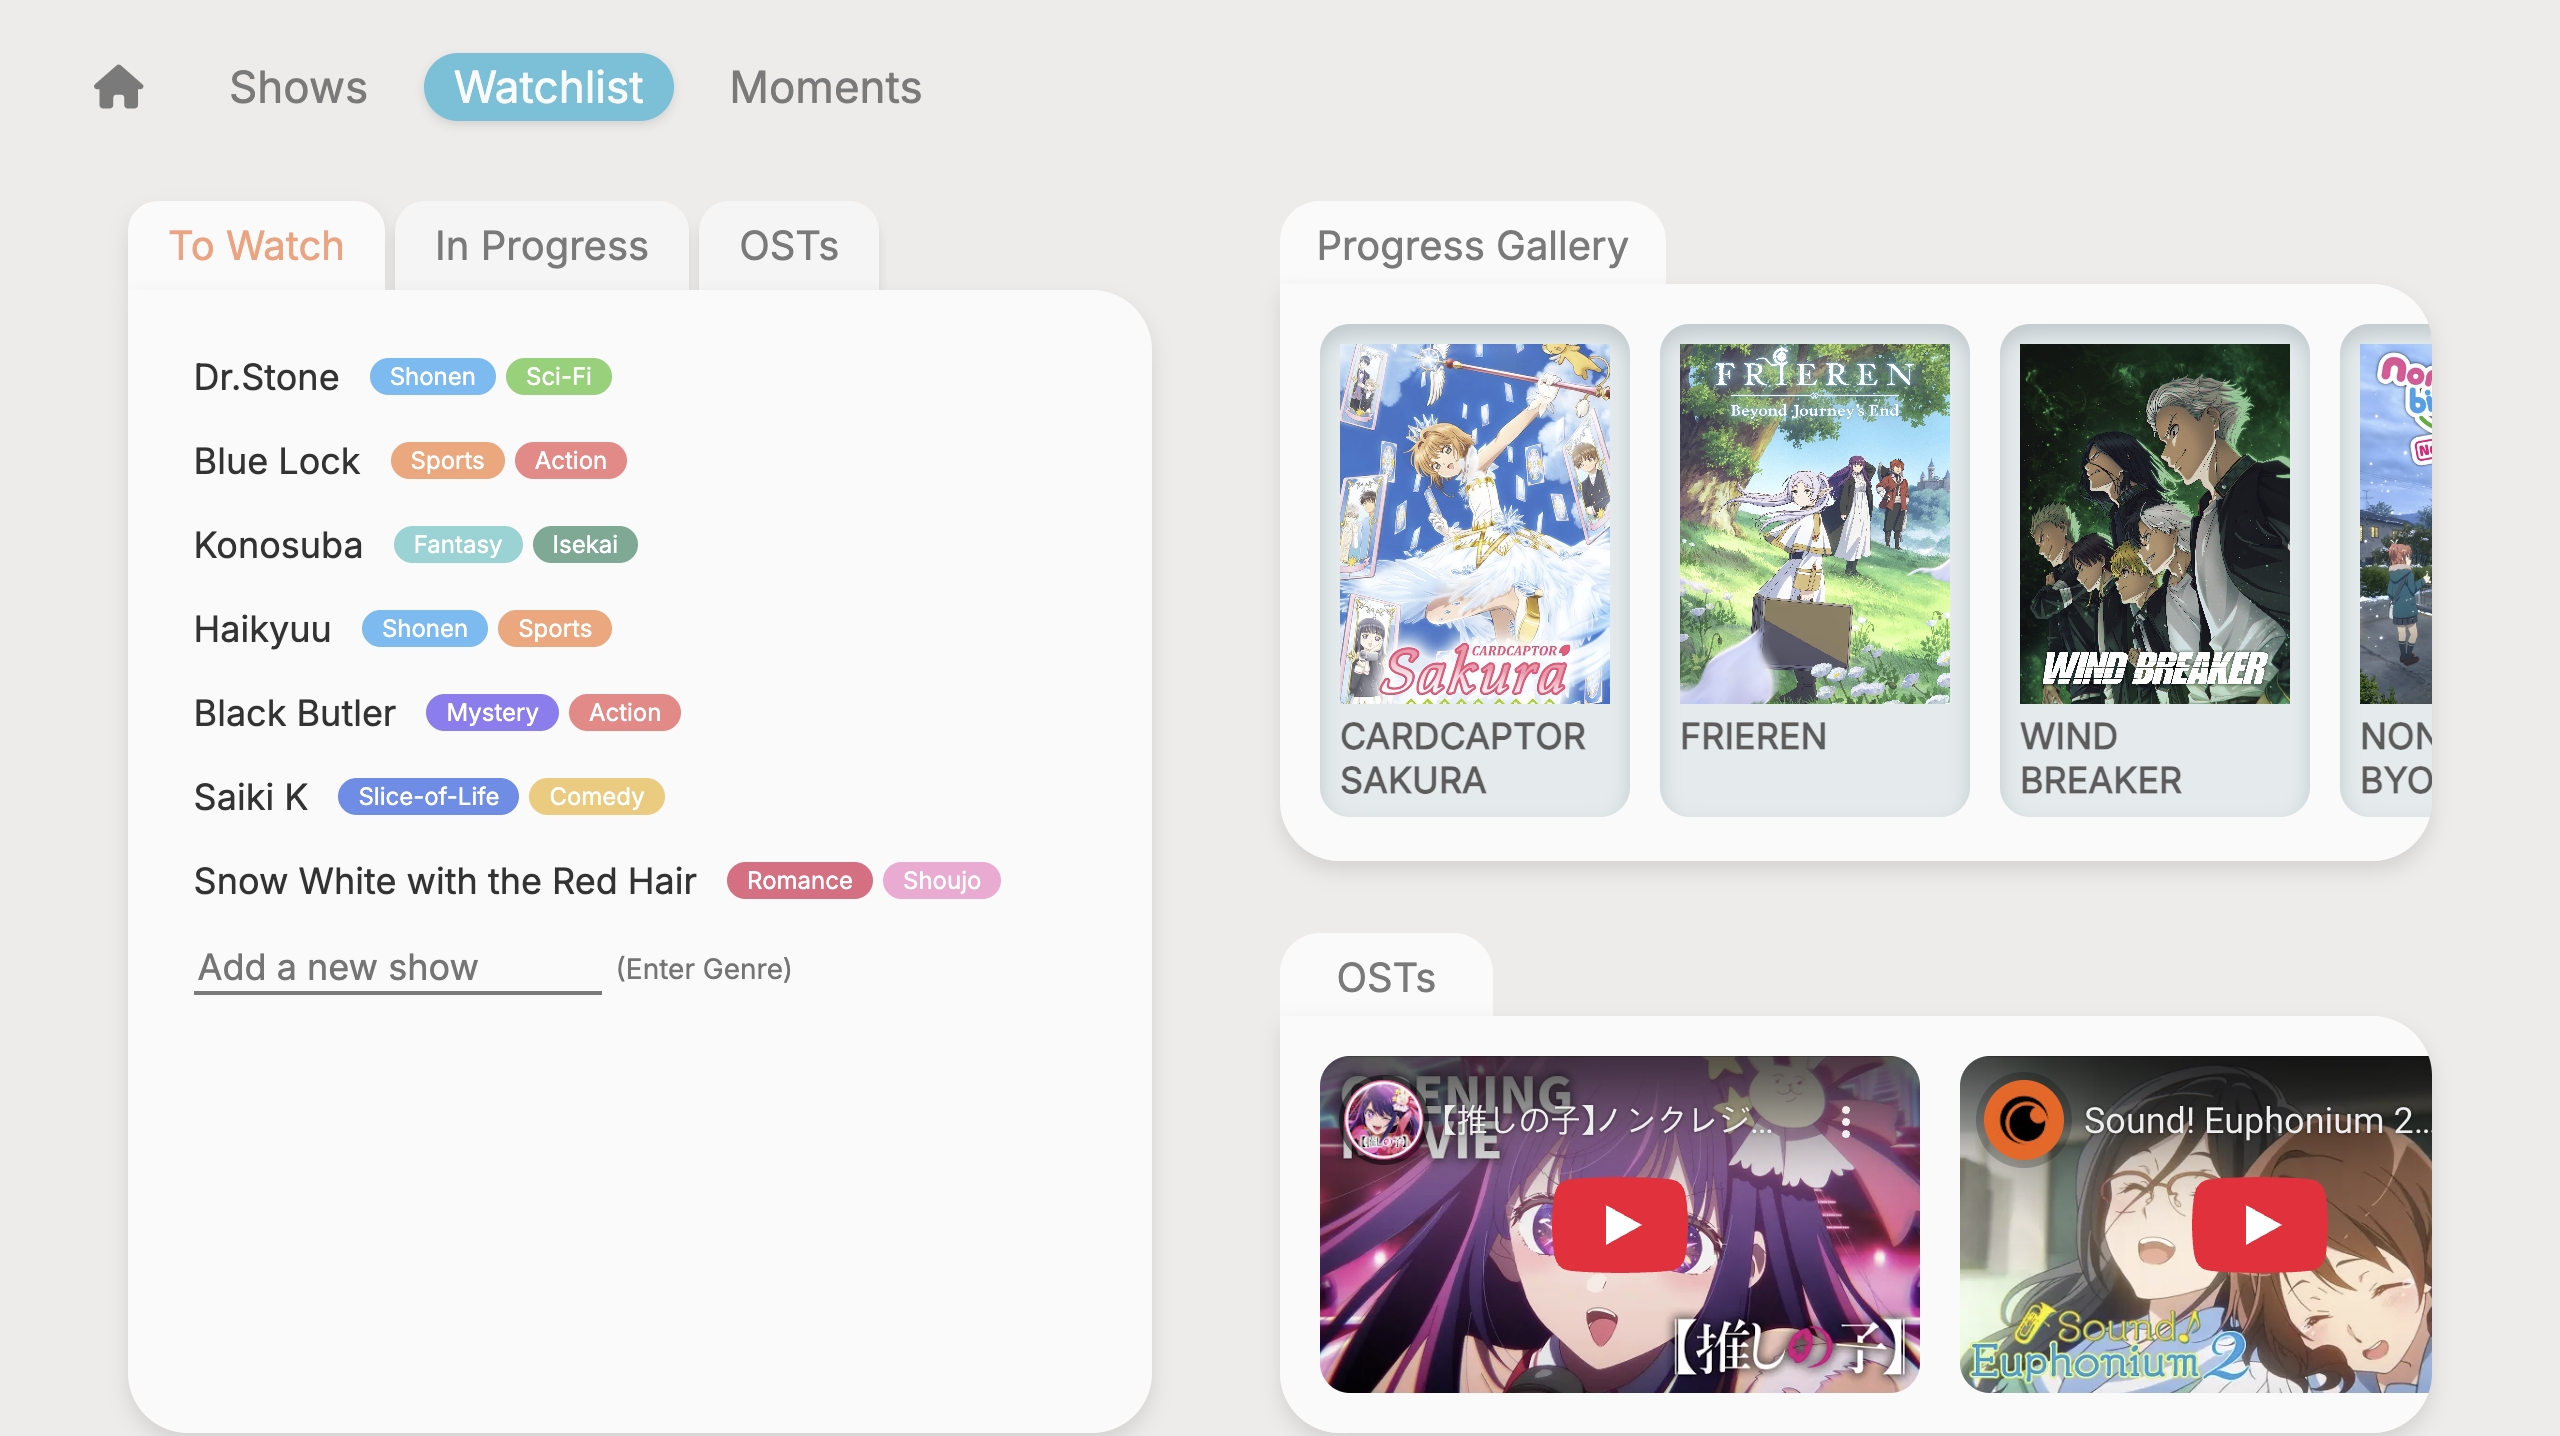 Shows Watchlist Moments
To Watch In Progress OSTs
Dr.Stone Shonen Sci-Fi
Blue Lock Sports Action
Konosuba Fantasy Isekai
Haikyuu Shonen Sports
Black Butler Mystery Action
Saiki K Slice-of-Life Comedy
Snow White with the Red Hair Romance Shoujo
Add a new show (Enter Genre)
Progress Gallery
CARDCAPTOR
Sakura
CARDCAPTOR
SAKURA
FRIEREN
Beyond Journey's End
FRIEREN
WIND BREAKER
WIND
BREAKER
NON
BYO
OSTs
OPENING
MOVIE
【推しの子】ノンクレジ...
【推しの子】
Sound! Euphonium 2...
Sound!
Euphonium 2